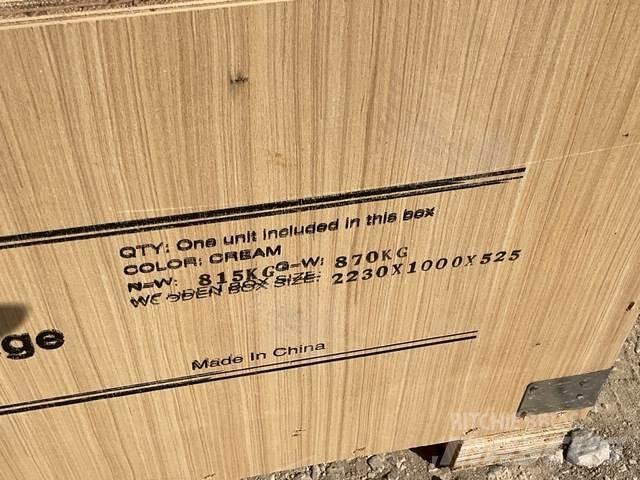 QTY: One unit included in this box
COLOR: CREAM
N-W: 815KG G-W: 870KG
WOODEN BOX SIZE: 2230X1000X525
ge
Made In China
RITCHIE